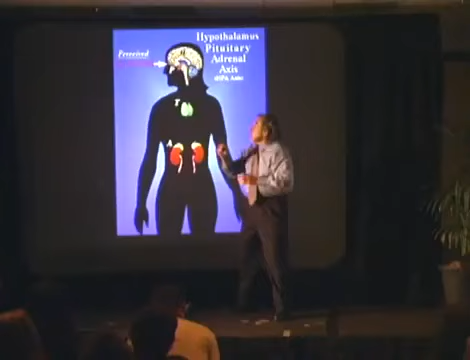 Hypothalamus
Pituitary
Adrenal
Axis
Perceived
T
A